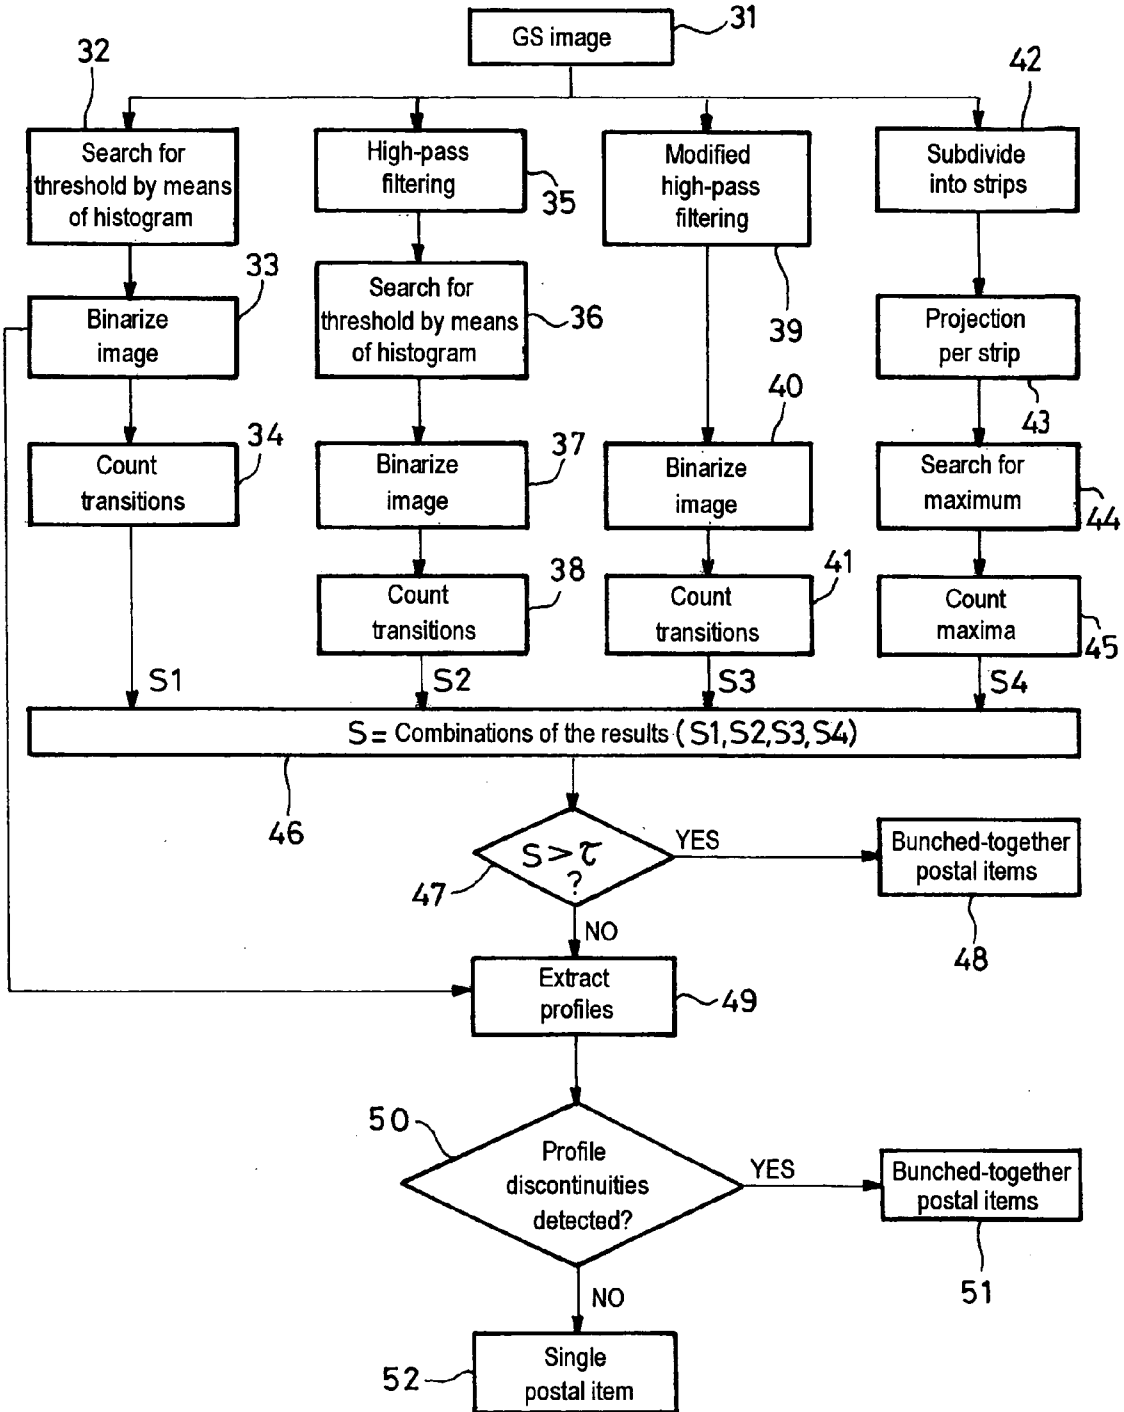 GS image
31
32
Search for
threshold by means
of histogram
33
Binarize
image
34
Count
transitions
S1
High-pass
filtering
35
Search for
threshold by means
of histogram
36
Binarize
image
37
38
Count
transitions
S2
Modified
high-pass
filtering
39
40
Binarize
image
41
Count
transitions
S3
42
Subdivide
into strips
Projection
per strip
43
Search for
maximum
44
Count
maxima
45
S4
S = Combinations of the results (S1,S2,S3,S4)
46
S > τ
?
47
YES
Bunched-together
postal items
48
NO
Extract
profiles
49
50
Profile
discontinuities
detected?
YES
Bunched-together
postal items
51
NO
Single
postal item
52